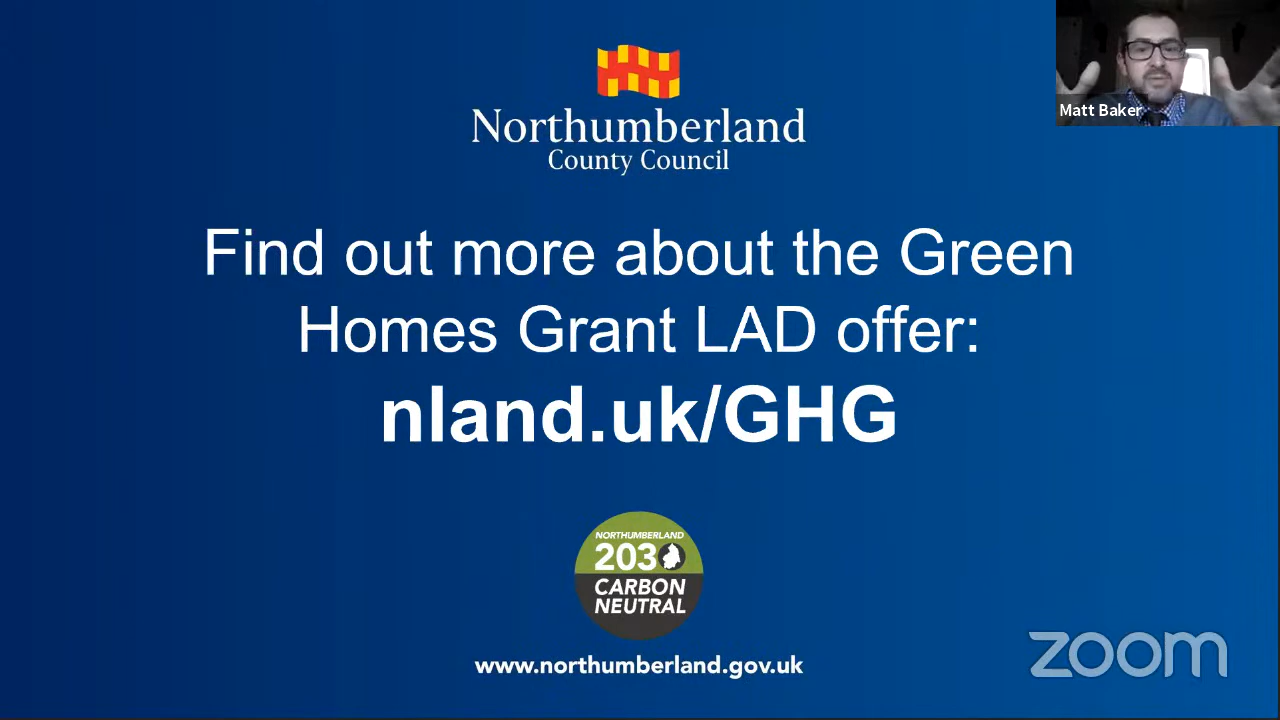 Northumberland
County Council
Matt Baker
Find out more about the Green
Homes Grant LAD offer:
nland.uk/GHG
NORTHUMBERLAND
2030
CARBON
NEUTRAL
www.northumberland.gov.uk
zoom